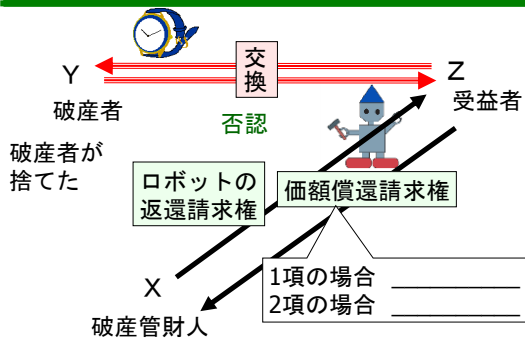 交
換
Y
破産者
Z
受益者
否認
破産者が
捨てた
ロボットの
返還請求権
価額償還請求権
1項の場合 ________
2項の場合 ________
X
破産管財人